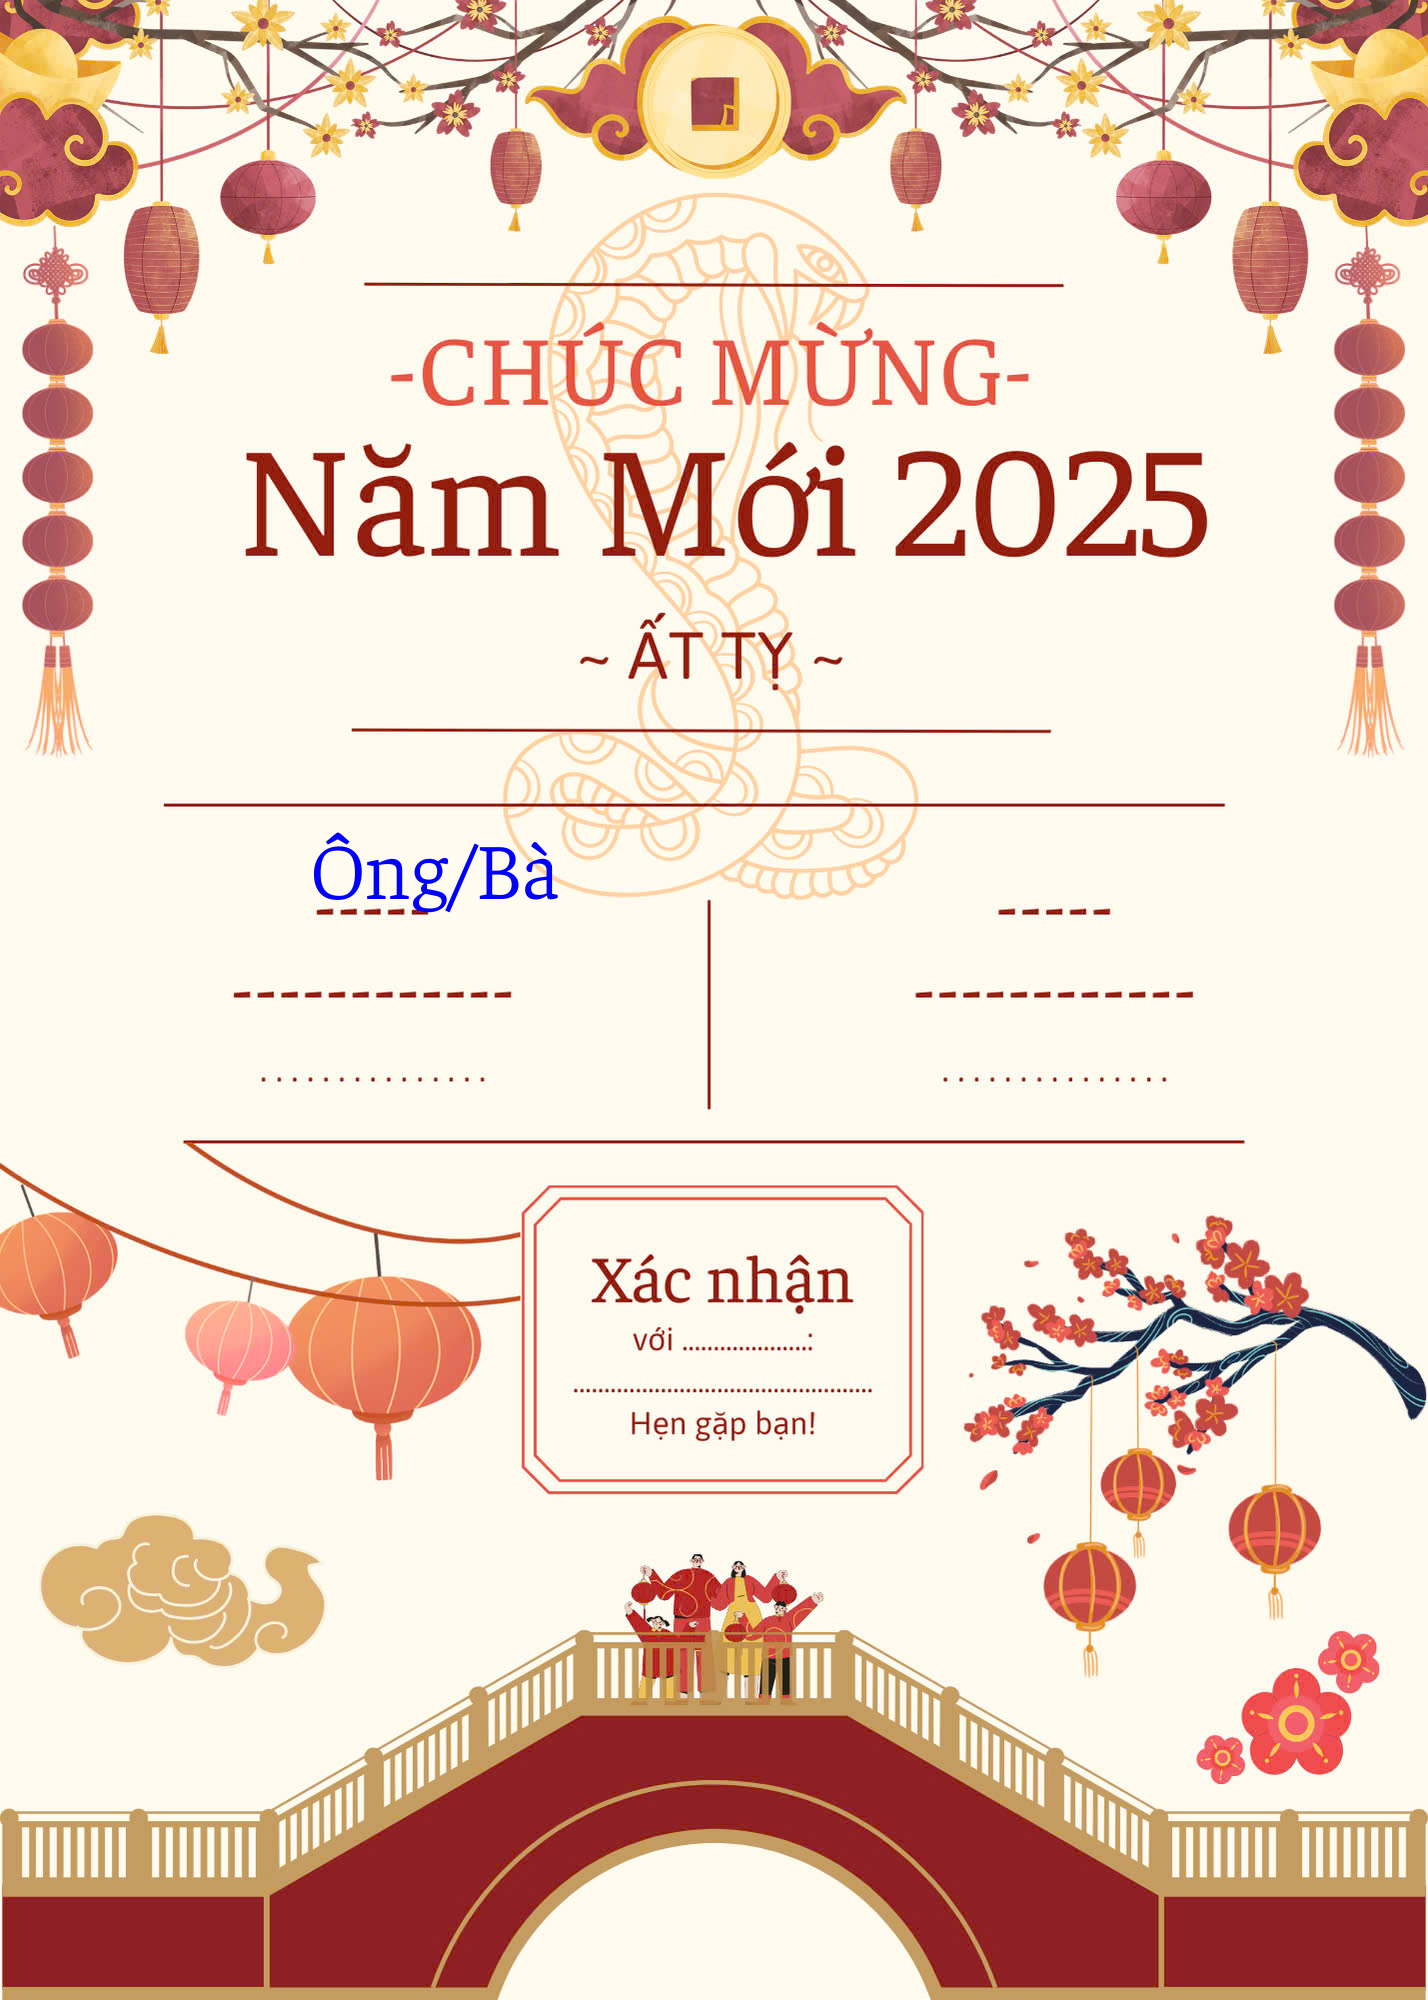 -CHÚC MỪNG-
Năm Mới 2025
~ ẤT TỴ ~
Ông/Bà
----- -----
------------ ------------
............... ...............
Xác nhận
với ....................:
................................................
Hẹn gặp bạn!